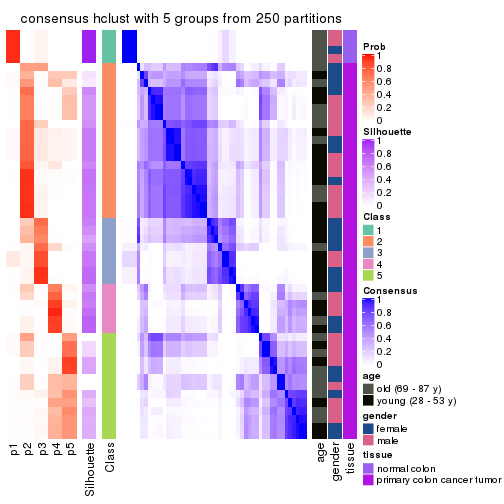 consensus hclust with 5 groups from 250 partitions
Prob
1
0.8
0.6
0.4
0.2
0
Silhouette
1
0.8
0.6
0.4
0.2
0
Class
1
2
3
4
5
Consensus
1
0.8
0.6
0.4
0.2
0
age
old (69 - 87 y)
young (28 - 53 y)
gender
female
male
tissue
normal colon
primary colon cancer tumor
p1
p2
p3
p4
p5
Silhouette
Class
age
gender
tissue